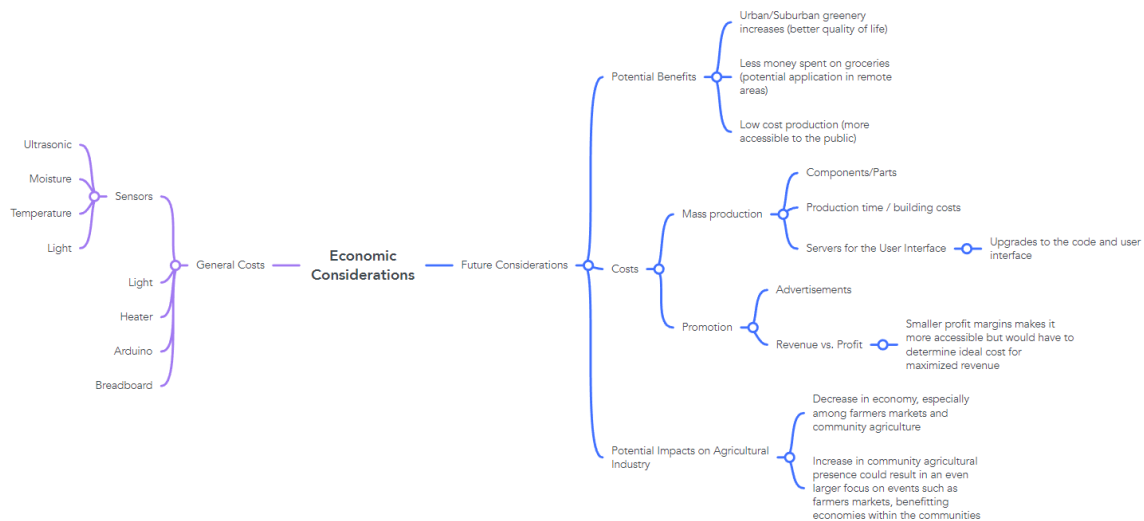 Economic
Considerations
General Costs
Sensors
Ultrasonic
Moisture
Temperature
Light
Light
Heater
Arduino
Breadboard
Future Considerations
Potential Benefits
Urban/Suburban greenery
increases (better quality of life)
Less money spent on groceries
(potential application in remote
areas)
Low cost production (more
accessible to the public)
Costs
Mass production
Components/Parts
Production time / building costs
Servers for the User Interface
Upgrades to the code and user
interface
Promotion
Advertisements
Revenue vs. Profit
Smaller profit margins makes it
more accessible but would have to
determine ideal cost for
maximized revenue
Potential Impacts on Agricultural
Industry
Decrease in economy, especially
among farmers markets and
community agriculture
Increase in community agricultural
presence could result in an even
larger focus on events such as
farmers markets, benefitting
economies within the communities